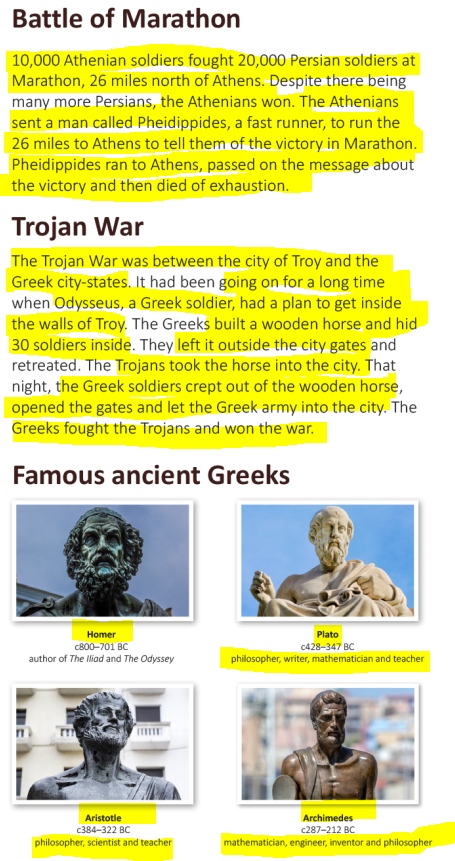 Battle of Marathon
10,000 Athenian soldiers fought 20,000 Persian soldiers at
Marathon, 26 miles north of Athens. Despite there being
many more Persians, the Athenians won. The Athenians
sent a man called Pheidippides, a fast runner, to run the
26 miles to Athens to tell them of the victory in Marathon.
Pheidippides ran to Athens, passed on the message about
the victory and then died of exhaustion.
Trojan War
The Trojan War was between the city of Troy and the
Greek city-states. It had been going on for a long time
when Odysseus, a Greek soldier, had a plan to get inside
the walls of Troy. The Greeks built a wooden horse and hid
30 soldiers inside. They left it outside the city gates and
retreated. The Trojans took the horse into the city. That
night, the Greek soldiers crept out of the wooden horse,
opened the gates and let the Greek army into the city. The
Greeks fought the Trojans and won the war.
Famous ancient Greeks
Homer
c800–701 BC
author of The Iliad and The Odyssey
Plato
c428–347 BC
philosopher, writer, mathematician and teacher
Aristotle
c384–322 BC
philosopher, scientist and teacher
Archimedes
c287–212 BC
mathematician, engineer, inventor and philosopher